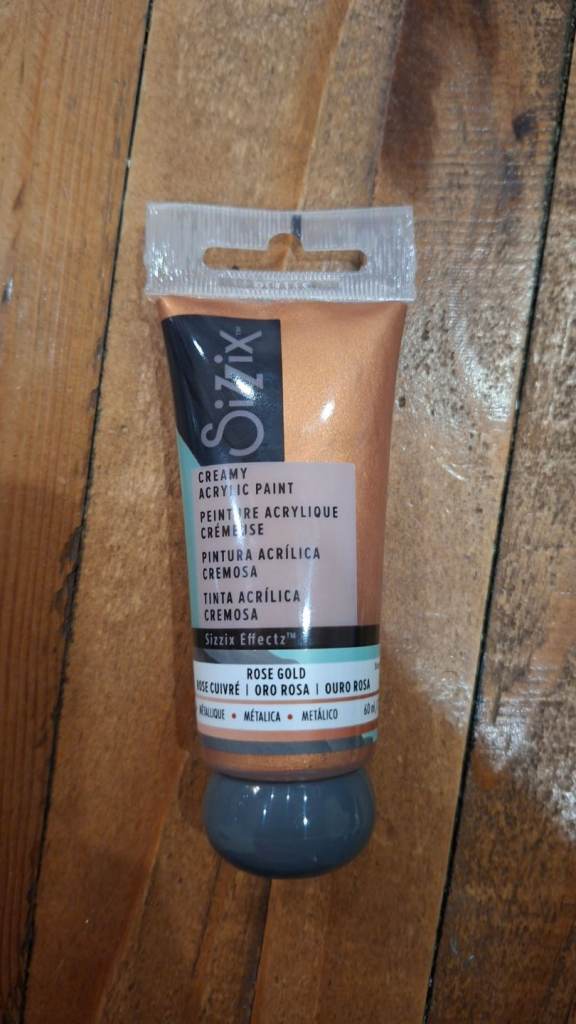 Sizzix™
CREAMY
ACRYLIC PAINT
PEINTURE ACRYLIQUE
CRÉMEUSE
PINTURA ACRÍLICA
CREMOSA
TINTA ACRÍLICA
CREMOSA
Sizzix Effectz™
ROSE GOLD
ROSE CUIVRÉ | ORO ROSA | OURO ROSA
MÉTALLIQUE • METÁLICA • METÁLICO
60 ml